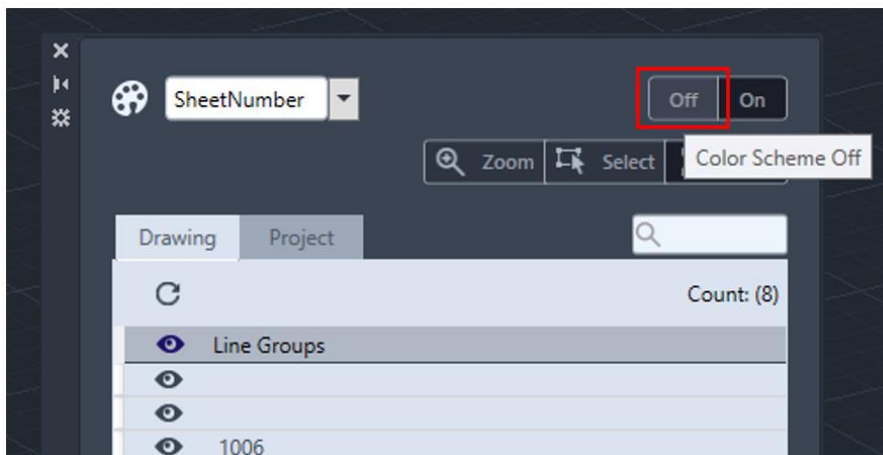 SheetNumber
Off On
Zoom Select
Color Scheme Off
Drawing Project
Count: (8)
Line Groups
1006